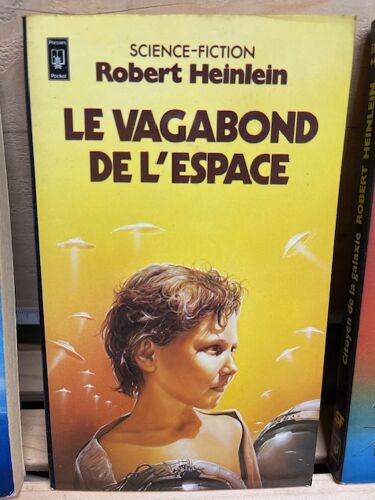 Presses
Pocket
SCIENCE-FICTION
Robert Heinlein
LE VAGABOND
DE L'ESPACE
Citoyen de la galaxie ROBERT HEINLEIN